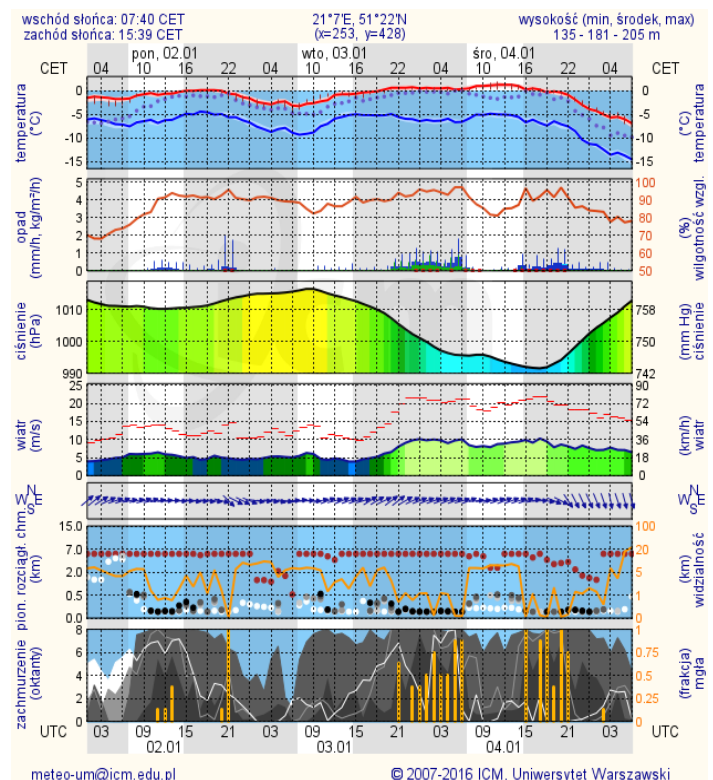 wschód słońca: 07:40 CET
zachód słońca: 15:39 CET
21°7'E, 51°22'N
(x=253, y=428)
wysokość (min, środek, max)
135 - 181 - 205 m
pon, 02.01 wto, 03.01 śro, 04.01
CET 04 10 16 22 04 10 16 22 04 10 16 22 04 CET
temperatura
(°C)
0
-5
-10
-15
0
-5
-10
-15
temperatura
(°C)
opad
(mm/h, kg/m²/h)
5
4
3
2
1
0
100
90
80
70
60
50
(%)
wilgotność wzgl.
ciśnienie
(hPa)
1010
1000
990
758
750
742
(mm Hg)
ciśnienie
wiatr
(m/s)
25
20
15
10
5
0
90
72
54
36
18
0
(km/h)
wiatr
N
W E
S
N
W E
S
pion. rozciągł. chm.
(km)
15.0
7.0
2.0
0.5
0.0
100
20
5
1
0
(km)
widzialność
zachmurzenie
(oktanty)
8
6
4
2
0
1
0.75
0.5
0.25
0
(frakcja)
mgła
UTC 03 09 15 21 03 09 15 21 03 09 15 21 03 UTC
02.01 03.01 04.01
meteo-um@icm.edu.pl
© 2007-2016 ICM, Uniwersytet Warszawski